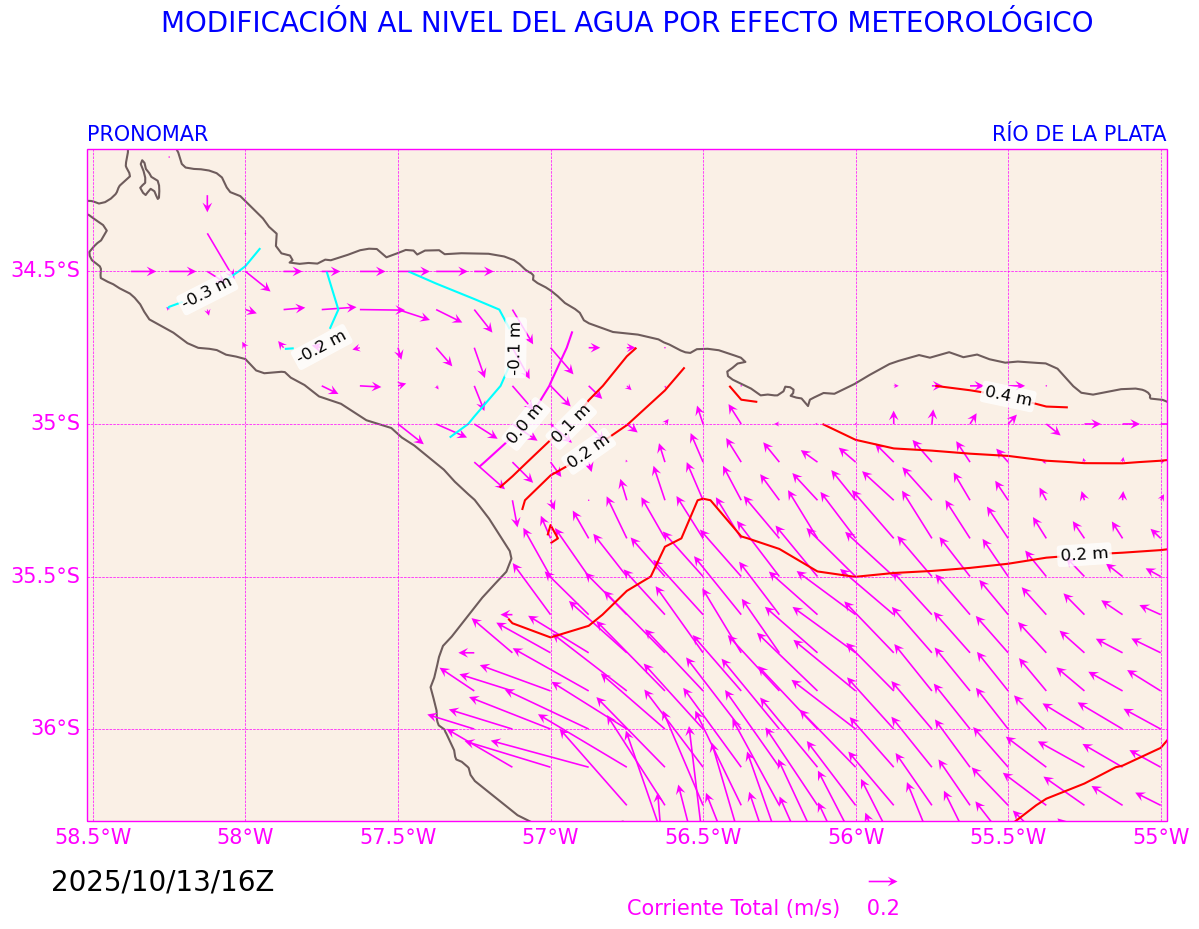 MODIFICACIÓN AL NIVEL DEL AGUA POR EFECTO METEOROLÓGICO
PRONOMAR
RÍO DE LA PLATA
34.5°S
35°S
35.5°S
36°S
-0.3 m
-0.2 m
-0.1 m
0.0 m
0.1 m
0.2 m
0.4 m
0.2 m
58.5°W
58°W
57.5°W
57°W
56.5°W
56°W
55.5°W
55°W
2025/10/13/16Z
Corriente Total (m/s)
0.2